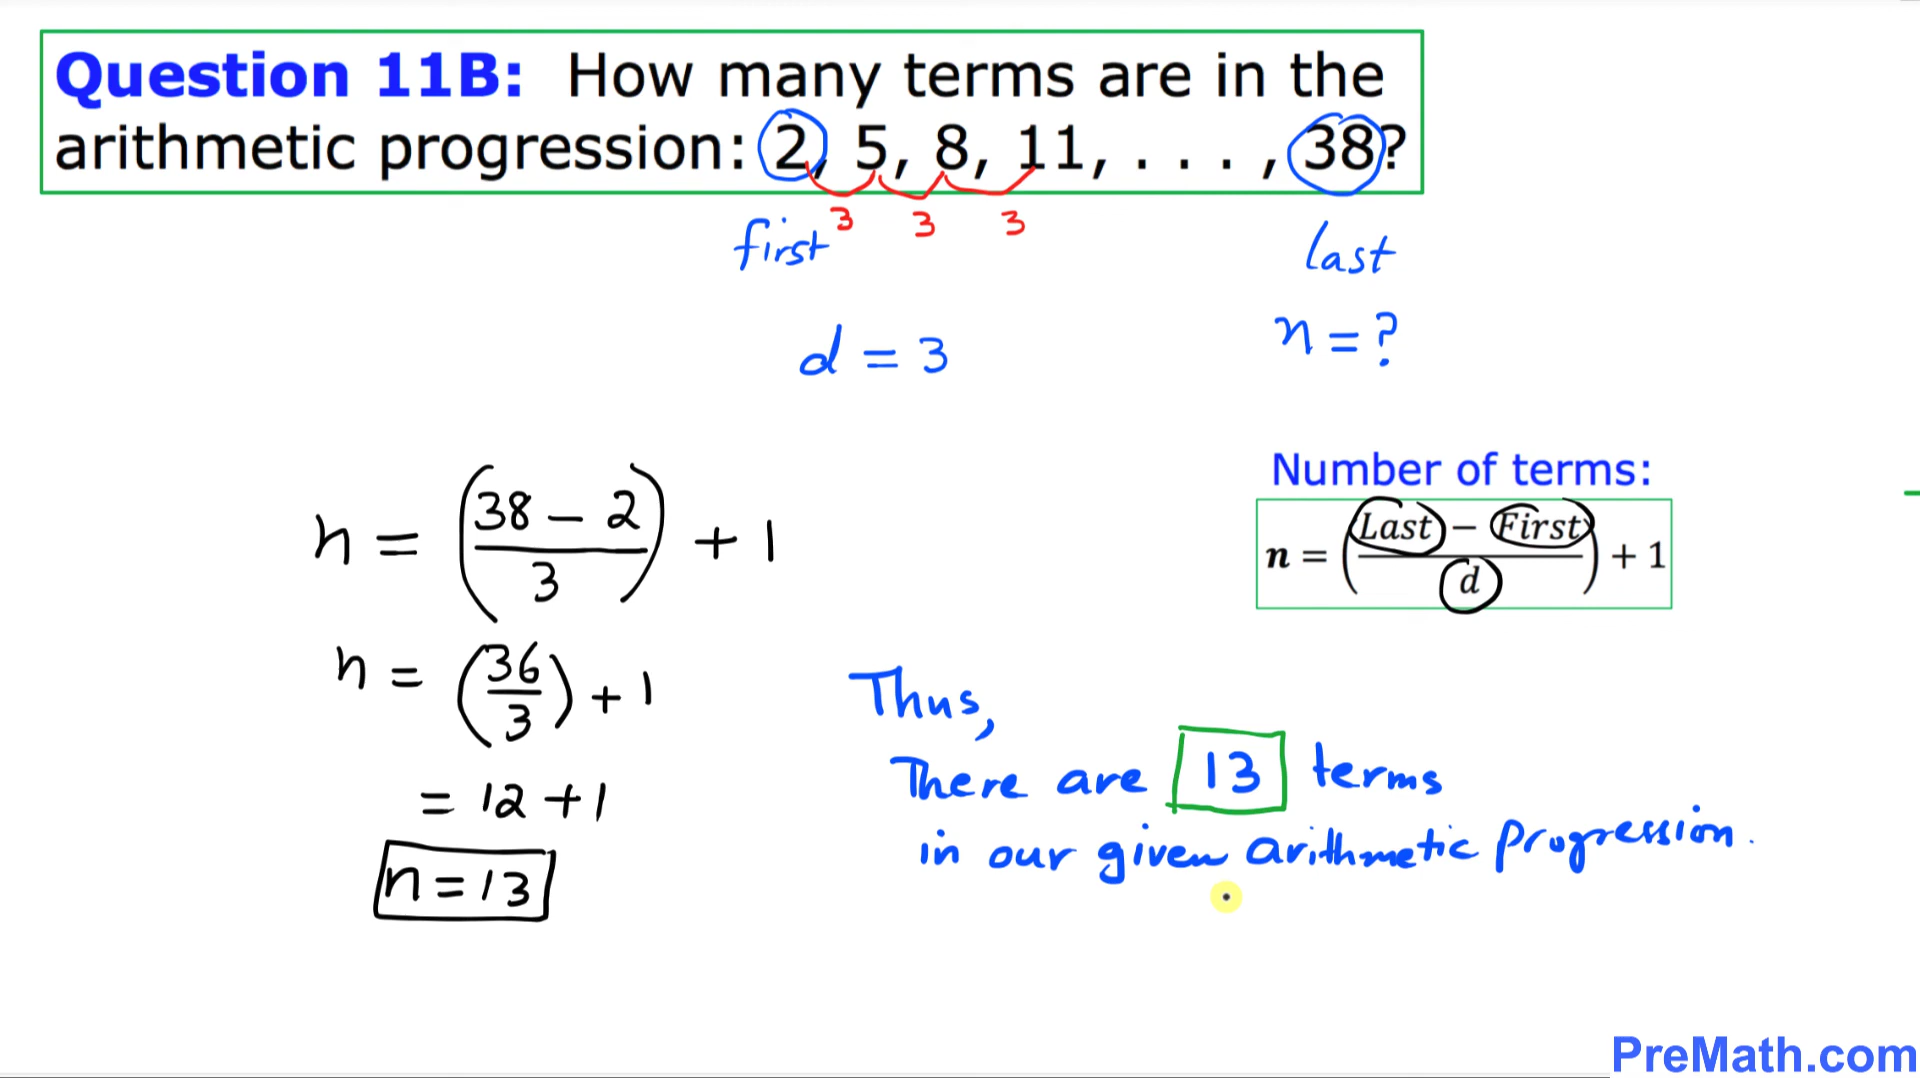 Question 11B: How many terms are in the
arithmetic progression: 2, 5, 8, 11, . . . , 38?
3 3 3
first
last
d = 3
n = ?
Number of terms:
n = (Last − First / d) + 1
n = (38 − 2 / 3) + 1
n = (36 / 3) + 1
= 12 + 1
n = 13
Thus,
There are 13 terms
in our given arithmetic progression.
PreMath.com